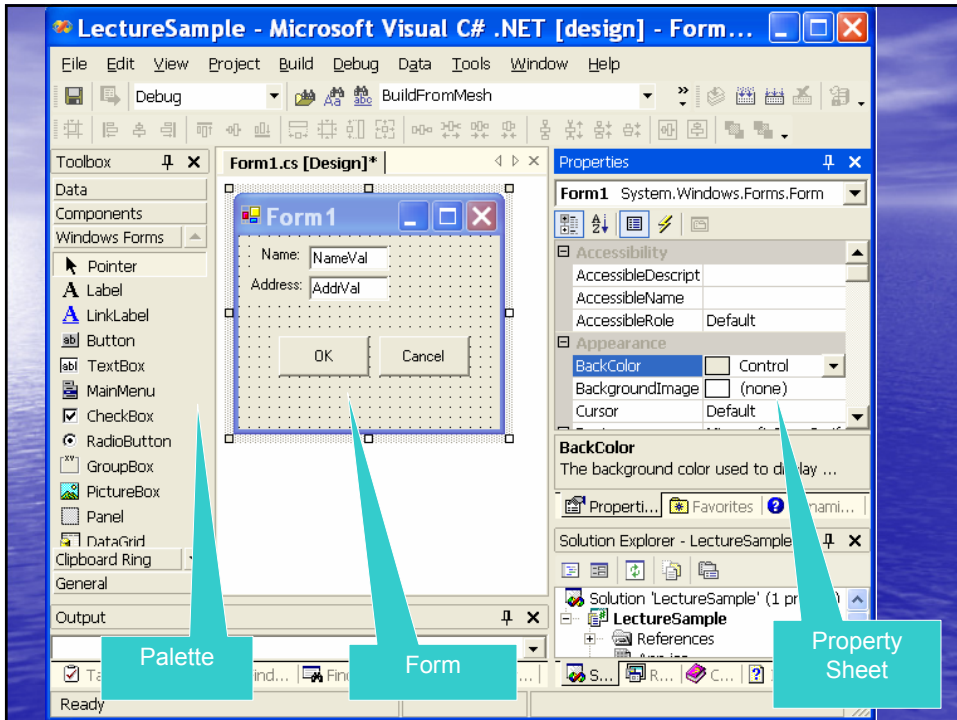 LectureSample - Microsoft Visual C# .NET [design] - Form...
File Edit View Project Build Debug Data Tools Window Help
Debug BuildFromMesh
Toolbox
Data
Components
Windows Forms
Pointer
A Label
A LinkLabel
ab Button
abl TextBox
MainMenu
CheckBox
RadioButton
XY GroupBox
PictureBox
Panel
DataGrid
Clipboard Ring
General
Form1.cs [Design]*
Form1
Name: NameVal
Address: AddrVal
OK Cancel
Properties
Form1 System.Windows.Forms.Form
Accessibility
AccessibleDescript
AccessibleName
AccessibleRole Default
Appearance
BackColor Control
BackgroundImage (none)
Cursor Default
BackColor
The background color used to display ...
Properti... Favorites
Solution Explorer - LectureSample
Solution 'LectureSample' (1
LectureSample
References
Output
S... R... C...
Ready
Palette
Form
Property
Sheet